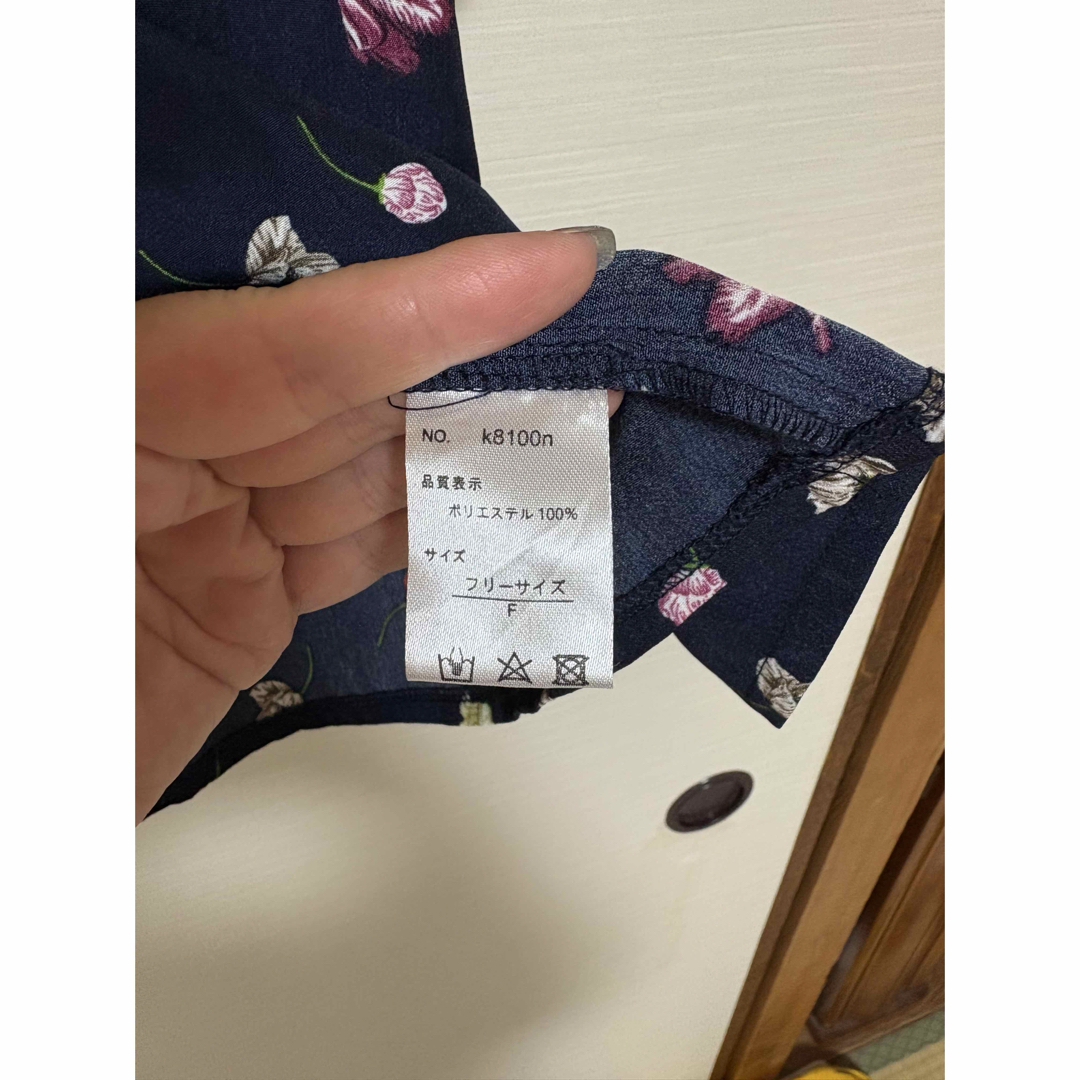 NO. k8100n
品質表示
ポリエステル 100%
サイズ
フリーサイズ
F